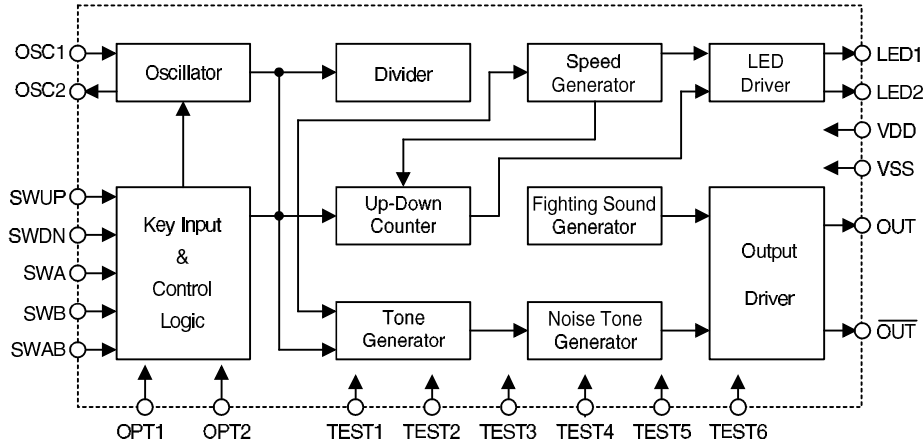 OSC1
OSC2
Oscillator
Divider
Speed
Generator
LED
Driver
LED1
LED2
VDD
VSS
SWUP
SWDN
SWA
SWB
SWAB
Key Input
&
Control
Logic
Up-Down
Counter
Fighting Sound
Generator
Output
Driver
OUT
OUT
Tone
Generator
Noise Tone
Generator
OPT1
OPT2
TEST1
TEST2
TEST3
TEST4
TEST5
TEST6